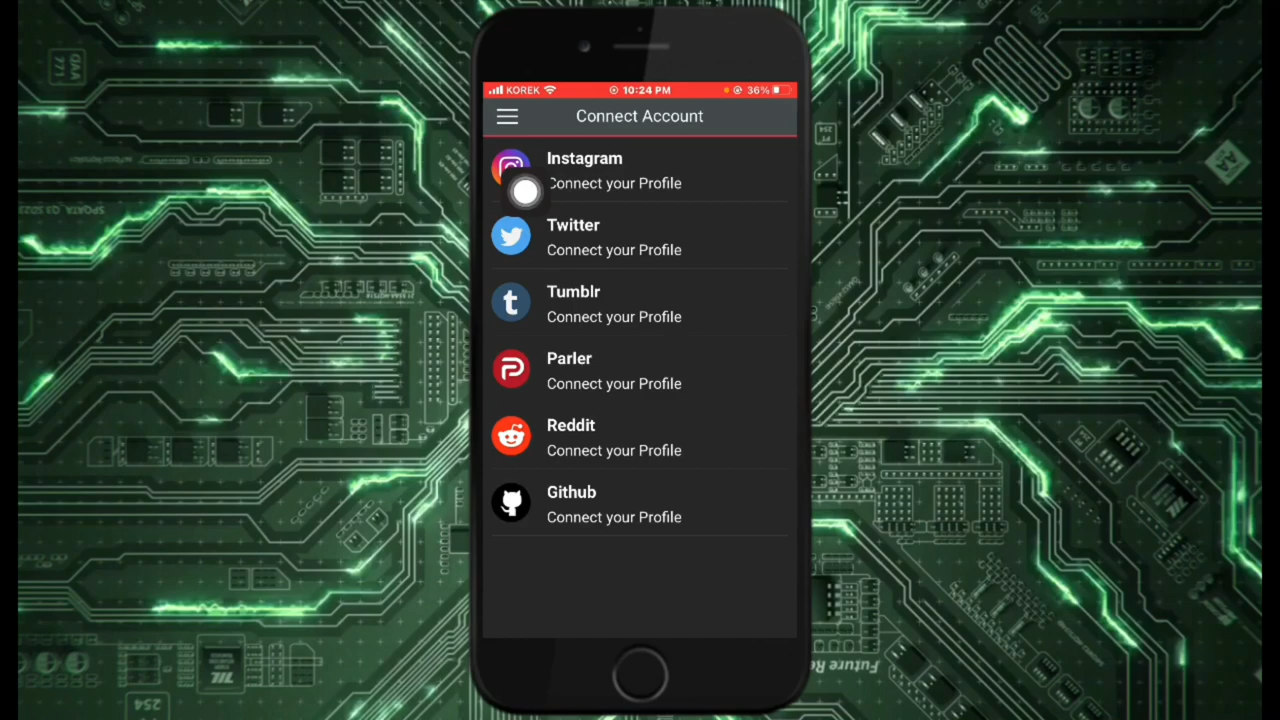 KOREK 10:24 PM 36%
Connect Account
Instagram
Connect your Profile
Twitter
Connect your Profile
Tumblr
Connect your Profile
Parler
Connect your Profile
Reddit
Connect your Profile
Github
Connect your Profile
254